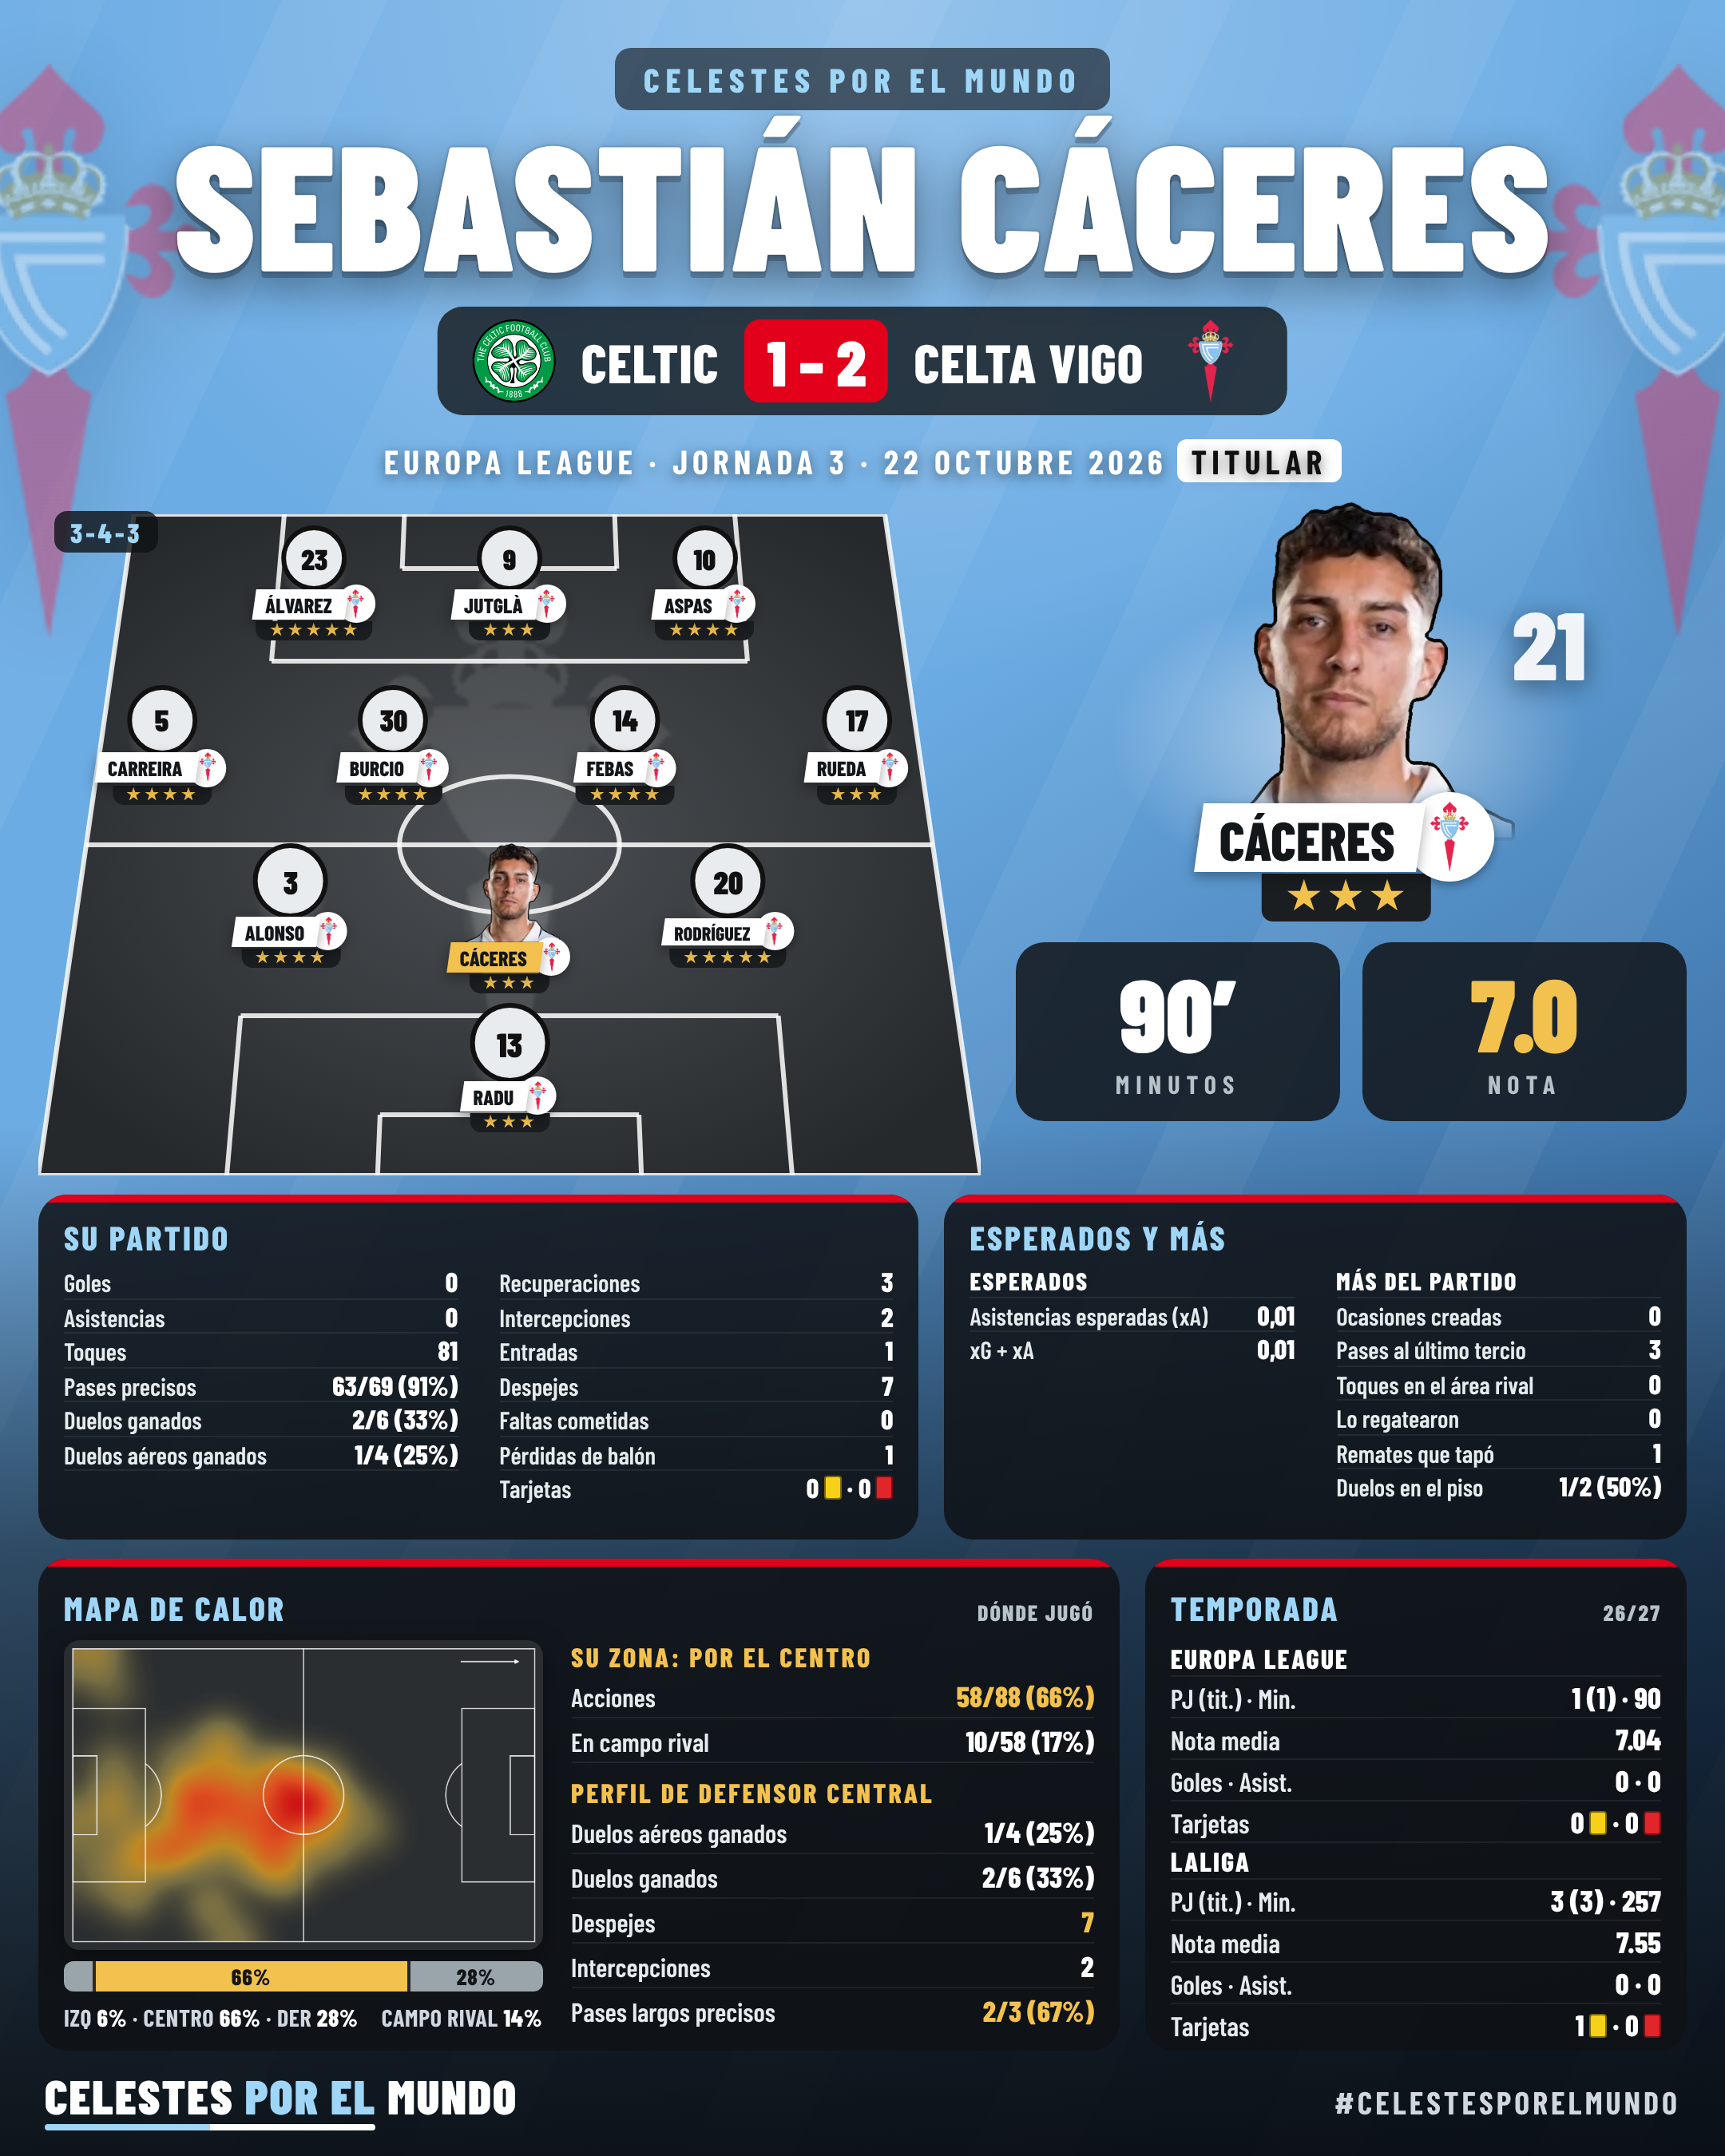 CELESTES POR EL MUNDO
SEBASTIÁN CÁCERES
THE CELTIC FOOTBALL CLUB
1888
CELTIC 1 - 2 CELTA VIGO
EUROPA LEAGUE · JORNADA 3 · 22 OCTUBRE 2026 TITULAR
3-4-3
23 9 10
ÁLVAREZ JUTGLÀ ASPAS
5 30 14 17
CARREIRA BURCIO FEBAS RUEDA
3 20
ALONSO CÁCERES RODRÍGUEZ
13
RADU
21
CÁCERES
90′
MINUTOS
7.0
NOTA
SU PARTIDO
Goles 0
Asistencias 0
Toques 81
Pases precisos 63/69 (91%)
Duelos ganados 2/6 (33%)
Duelos aéreos ganados 1/4 (25%)
Recuperaciones 3
Intercepciones 2
Entradas 1
Despejes 7
Faltas cometidas 0
Pérdidas de balón 1
Tarjetas 0 · 0
ESPERADOS Y MÁS
ESPERADOS
Asistencias esperadas (xA) 0,01
xG + xA 0,01
MÁS DEL PARTIDO
Ocasiones creadas 0
Pases al último tercio 3
Toques en el área rival 0
Lo regatearon 0
Remates que tapó 1
Duelos en el piso 1/2 (50%)
MAPA DE CALOR DÓNDE JUGÓ
66% 28%
IZQ 6% · CENTRO 66% · DER 28% CAMPO RIVAL 14%
SU ZONA: POR EL CENTRO
Acciones 58/88 (66%)
En campo rival 10/58 (17%)
PERFIL DE DEFENSOR CENTRAL
Duelos aéreos ganados 1/4 (25%)
Duelos ganados 2/6 (33%)
Despejes 7
Intercepciones 2
Pases largos precisos 2/3 (67%)
TEMPORADA 26/27
EUROPA LEAGUE
PJ (tit.) · Min. 1 (1) · 90
Nota media 7.04
Goles · Asist. 0 · 0
Tarjetas 0 · 0
LALIGA
PJ (tit.) · Min. 3 (3) · 257
Nota media 7.55
Goles · Asist. 0 · 0
Tarjetas 1 · 0
CELESTES POR EL MUNDO
#CELESTESPORELMUNDO